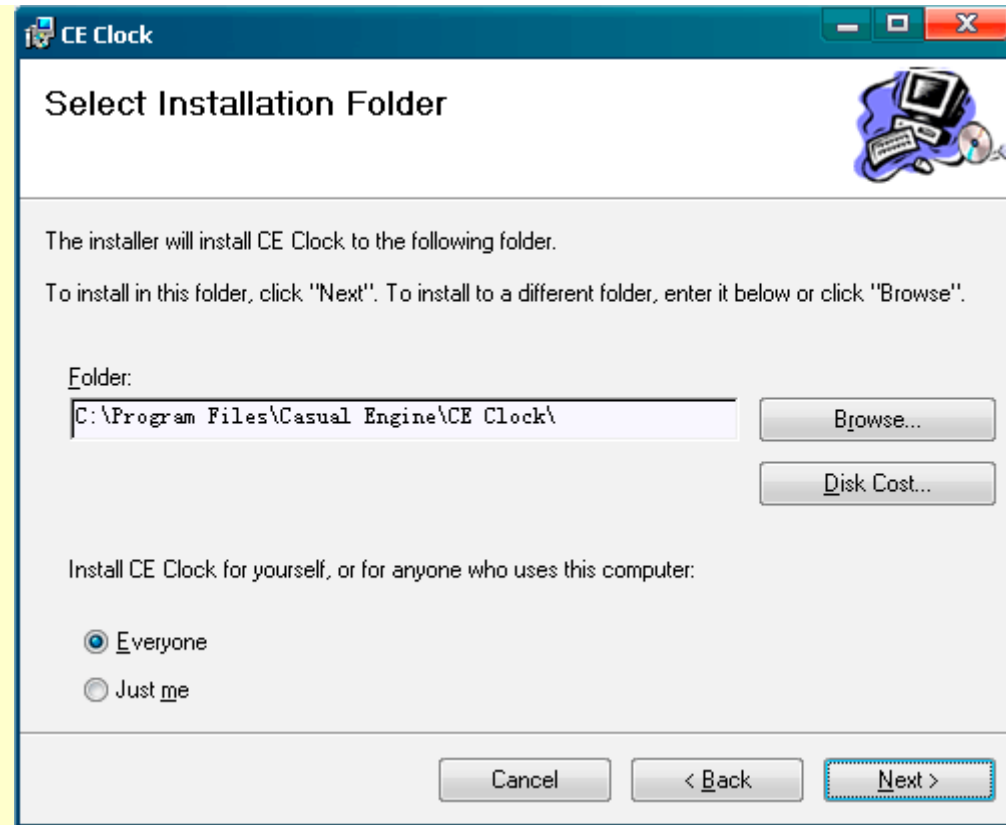 CE Clock
Select Installation Folder
The installer will install CE Clock to the following folder.
To install in this folder, click "Next". To install to a different folder, enter it below or click "Browse".
Folder:
C:\Program Files\Casual Engine\CE Clock\
Browse...
Disk Cost...
Install CE Clock for yourself, or for anyone who uses this computer:
Everyone
Just me
Cancel
< Back
Next >